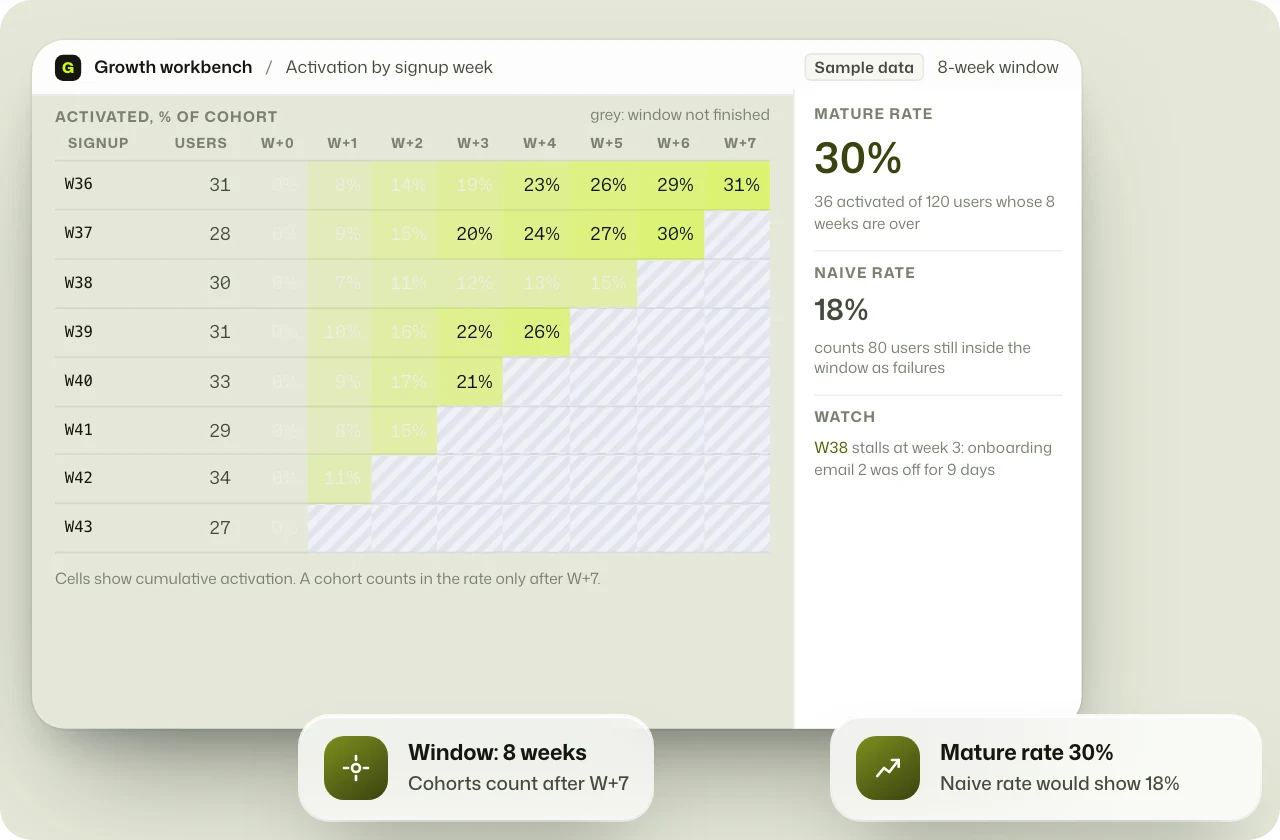 G Growth workbench / Activation by signup week
Sample data 8-week window
ACTIVATED, % OF COHORT grey: window not finished
SIGNUP USERS W+0 W+1 W+2 W+3 W+4 W+5 W+6 W+7
W36 31 0% 8% 14% 19% 23% 26% 29% 31%
W37 28 0% 9% 15% 20% 24% 27% 30%
W38 30 0% 7% 11% 12% 13% 15%
W39 31 0% 10% 16% 22% 26%
W40 33 0% 9% 17% 21%
W41 29 0% 8% 15%
W42 34 0% 11%
W43 27 0%
Cells show cumulative activation. A cohort counts in the rate only after W+7.
MATURE RATE
30%
36 activated of 120 users whose 8
weeks are over
NAIVE RATE
18%
counts 80 users still inside the
window as failures
WATCH
W38 stalls at week 3: onboarding
email 2 was off for 9 days
Window: 8 weeks
Cohorts count after W+7
Mature rate 30%
Naive rate would show 18%